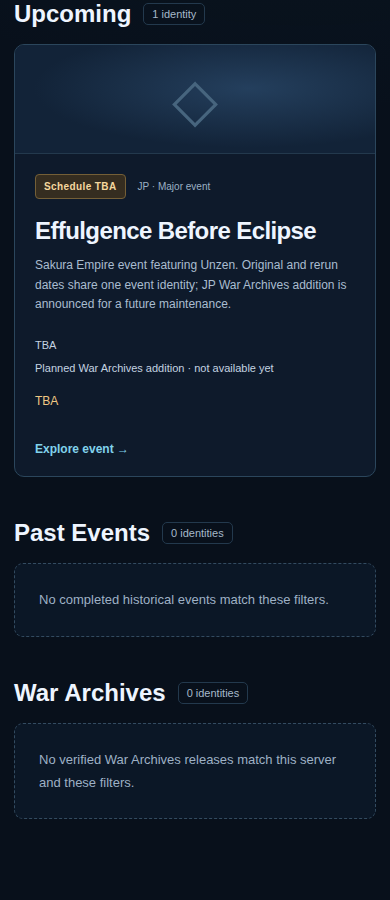 Upcoming 1 identity
Schedule TBA JP · Major event
Effulgence Before Eclipse
Sakura Empire event featuring Unzen. Original and rerun
dates share one event identity; JP War Archives addition is
announced for a future maintenance.
TBA
Planned War Archives addition · not available yet
TBA
Explore event →
Past Events 0 identities
No completed historical events match these filters.
War Archives 0 identities
No verified War Archives releases match this server
and these filters.